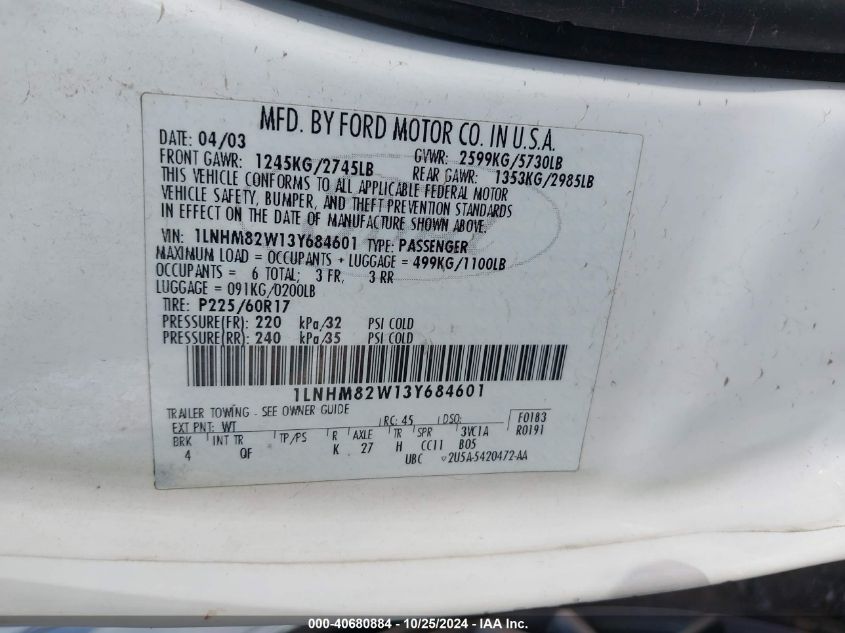 MFD. BY FORD MOTOR CO. IN U.S.A.
DATE: 04/03 GVWR: 2599KG/5730LB
FRONT GAWR: 1245KG/2745LB REAR GAWR: 1353KG/2985LB
THIS VEHICLE CONFORMS TO ALL APPLICABLE FEDERAL MOTOR
VEHICLE SAFETY, BUMPER, AND THEFT PREVENTION STANDARDS
IN EFFECT ON THE DATE OF MANUFACTURE SHOWN ABOVE.
VIN: 1LNHM82W13Y684601 TYPE: PASSENGER
MAXIMUM LOAD = OCCUPANTS + LUGGAGE = 499KG/1100LB
OCCUPANTS = 6 TOTAL; 3 FR, 3 RR
LUGGAGE = 091KG/0200LB
TIRE: P225/60R17
PRESSURE(FR): 220 kPa/32 PSI COLD
PRESSURE(RR): 240 kPa/35 PSI COLD
1LNHM82W13Y684601
TRAILER TOWING - SEE OWNER GUIDE
EXT PNT: WT RC: 45 DSO: F0183
BRK INT TR TP/PS R AXLE TR SPR 3VC1A R0191
4 QF K 27 H CC11 B05
UBC 2U5A-5420472-AA
000-40680884 - 10/25/2024 - IAA Inc.